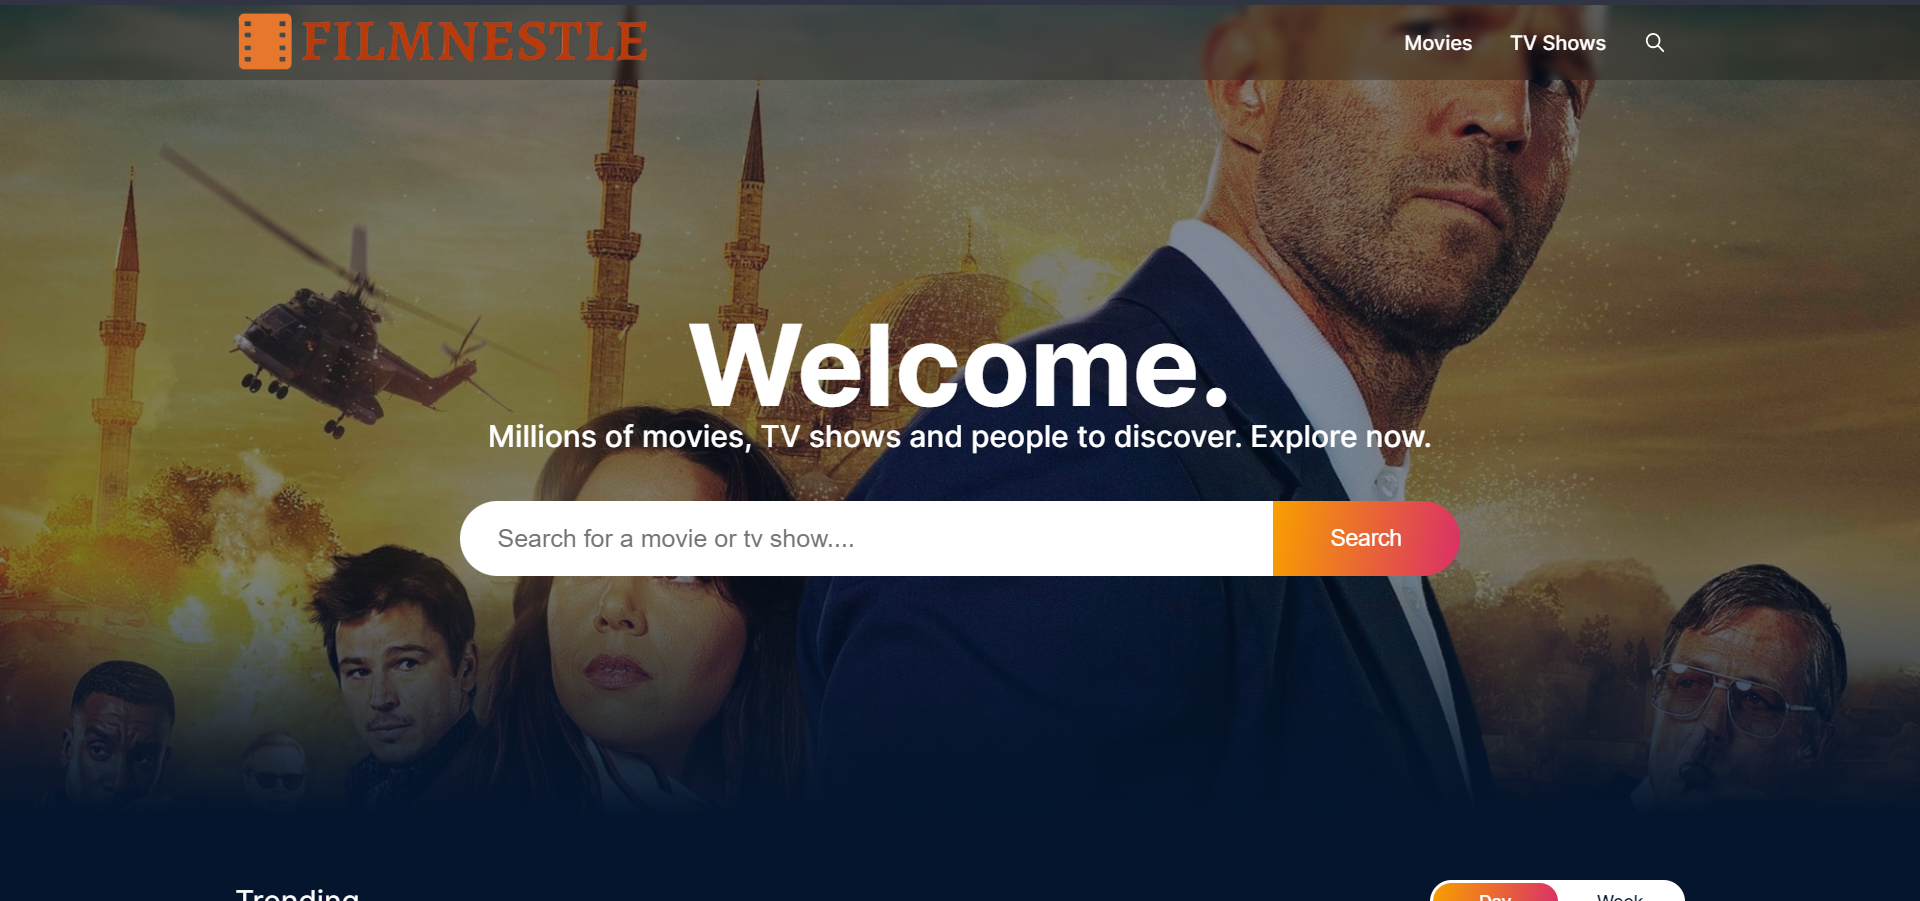 FILMNESTLE
Movies TV Shows
Welcome.
Millions of movies, TV shows and people to discover. Explore now.
Search for a movie or tv show....
Search
Trending
Day Week